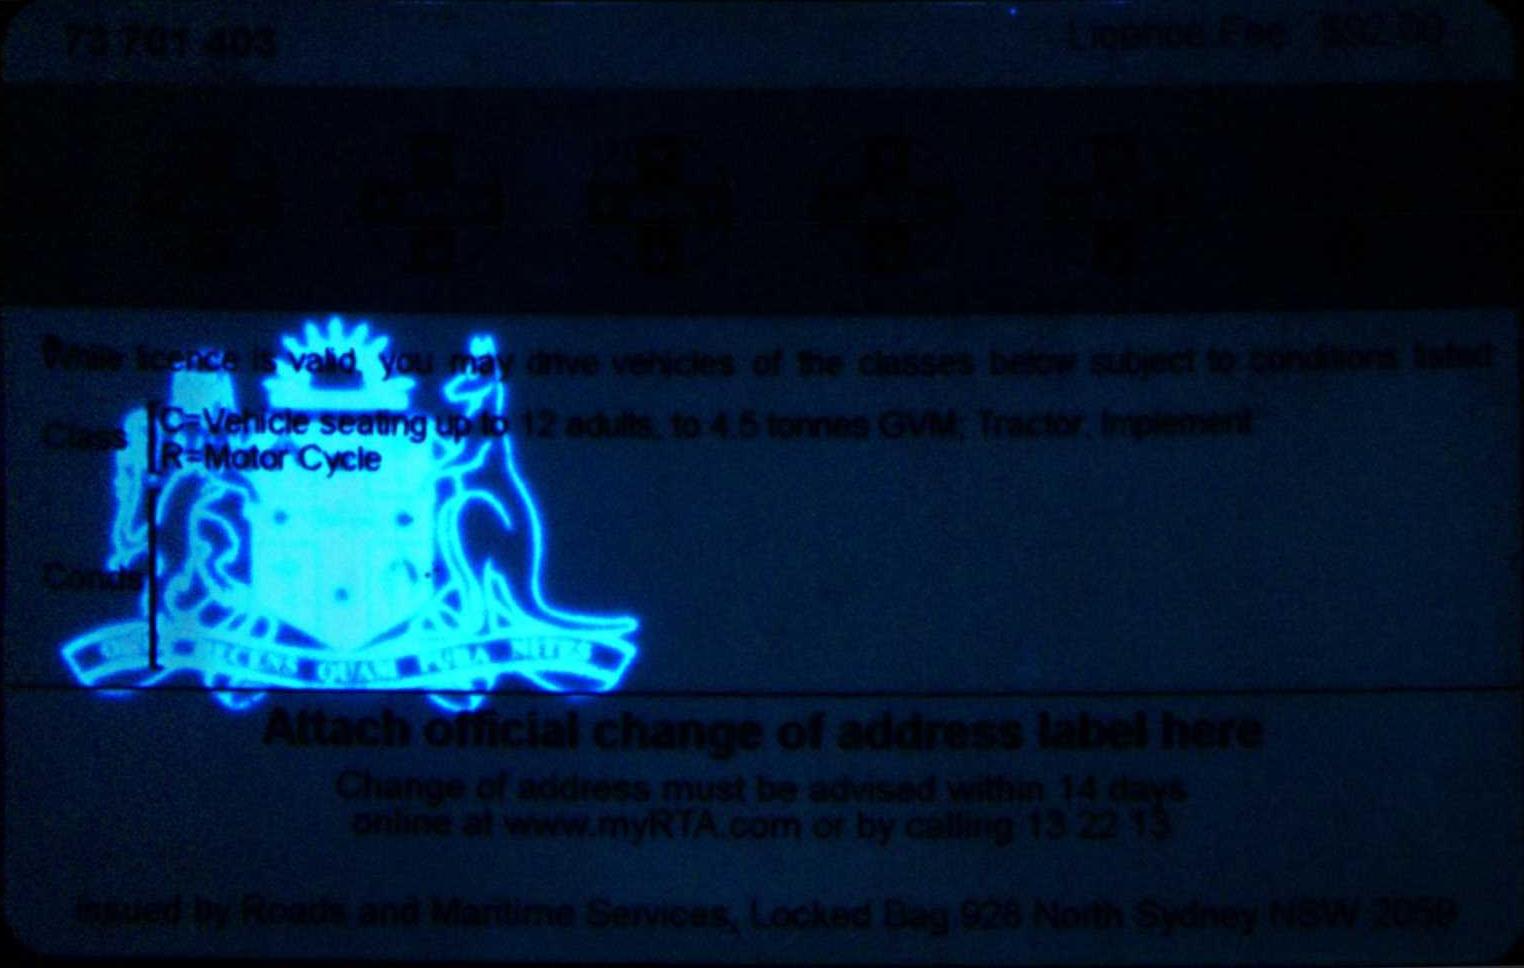 73 701 403
Licence Fee $92.00
While licence is valid, you may drive vehicles of the classes below subject to conditions listed
Class C=Vehicle seating up to 12 adults, to 4.5 tonnes GVM; Tractor; Implement
R=Motor Cycle
Conds
QUAM
Attach official change of address label here
Change of address must be advised within 14 days
online at www.myRTA.com or by calling 13 22 13
Issued by Roads and Maritime Services, Locked Bag 928 North Sydney NSW 2059